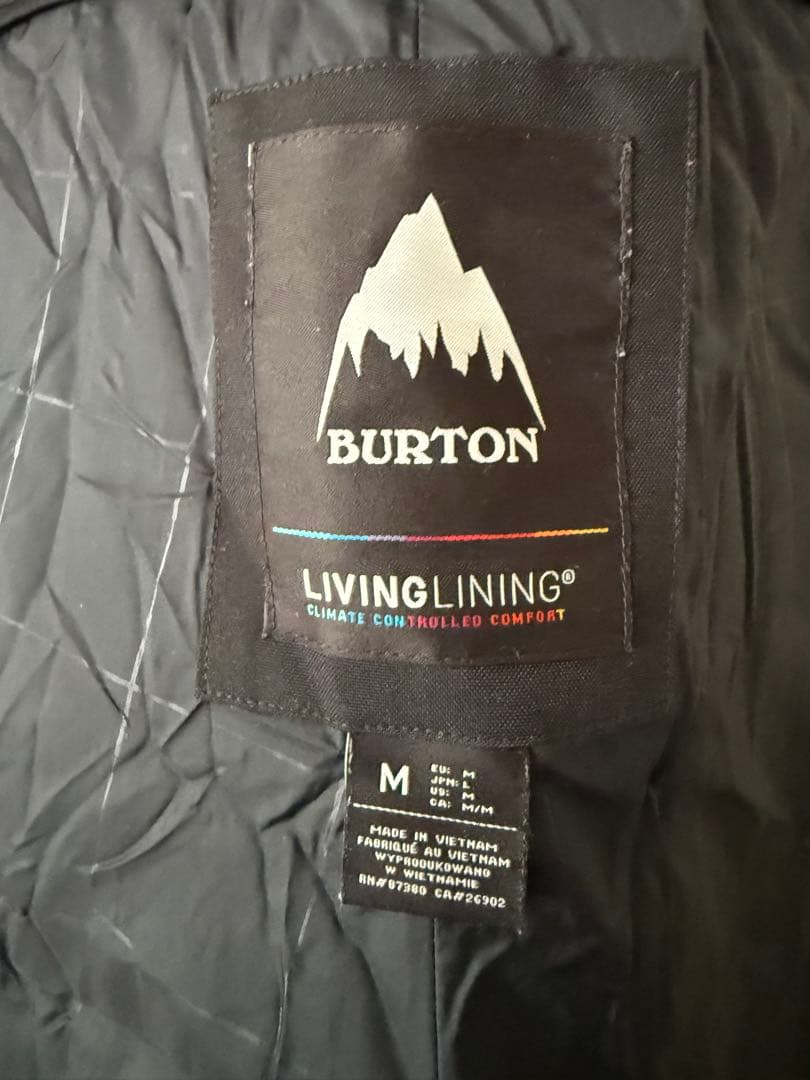 BURTON
LIVINGLINING®
CLIMATE CONTROLLED COMFORT
M
EU: M
JPN: L
US: M
CA: M/M
MADE IN VIETNAM
FABRIQUÉ AU VIETNAM
WYPRODUKOWANO
W WIETNAMIE
RN#87380 CA#26902